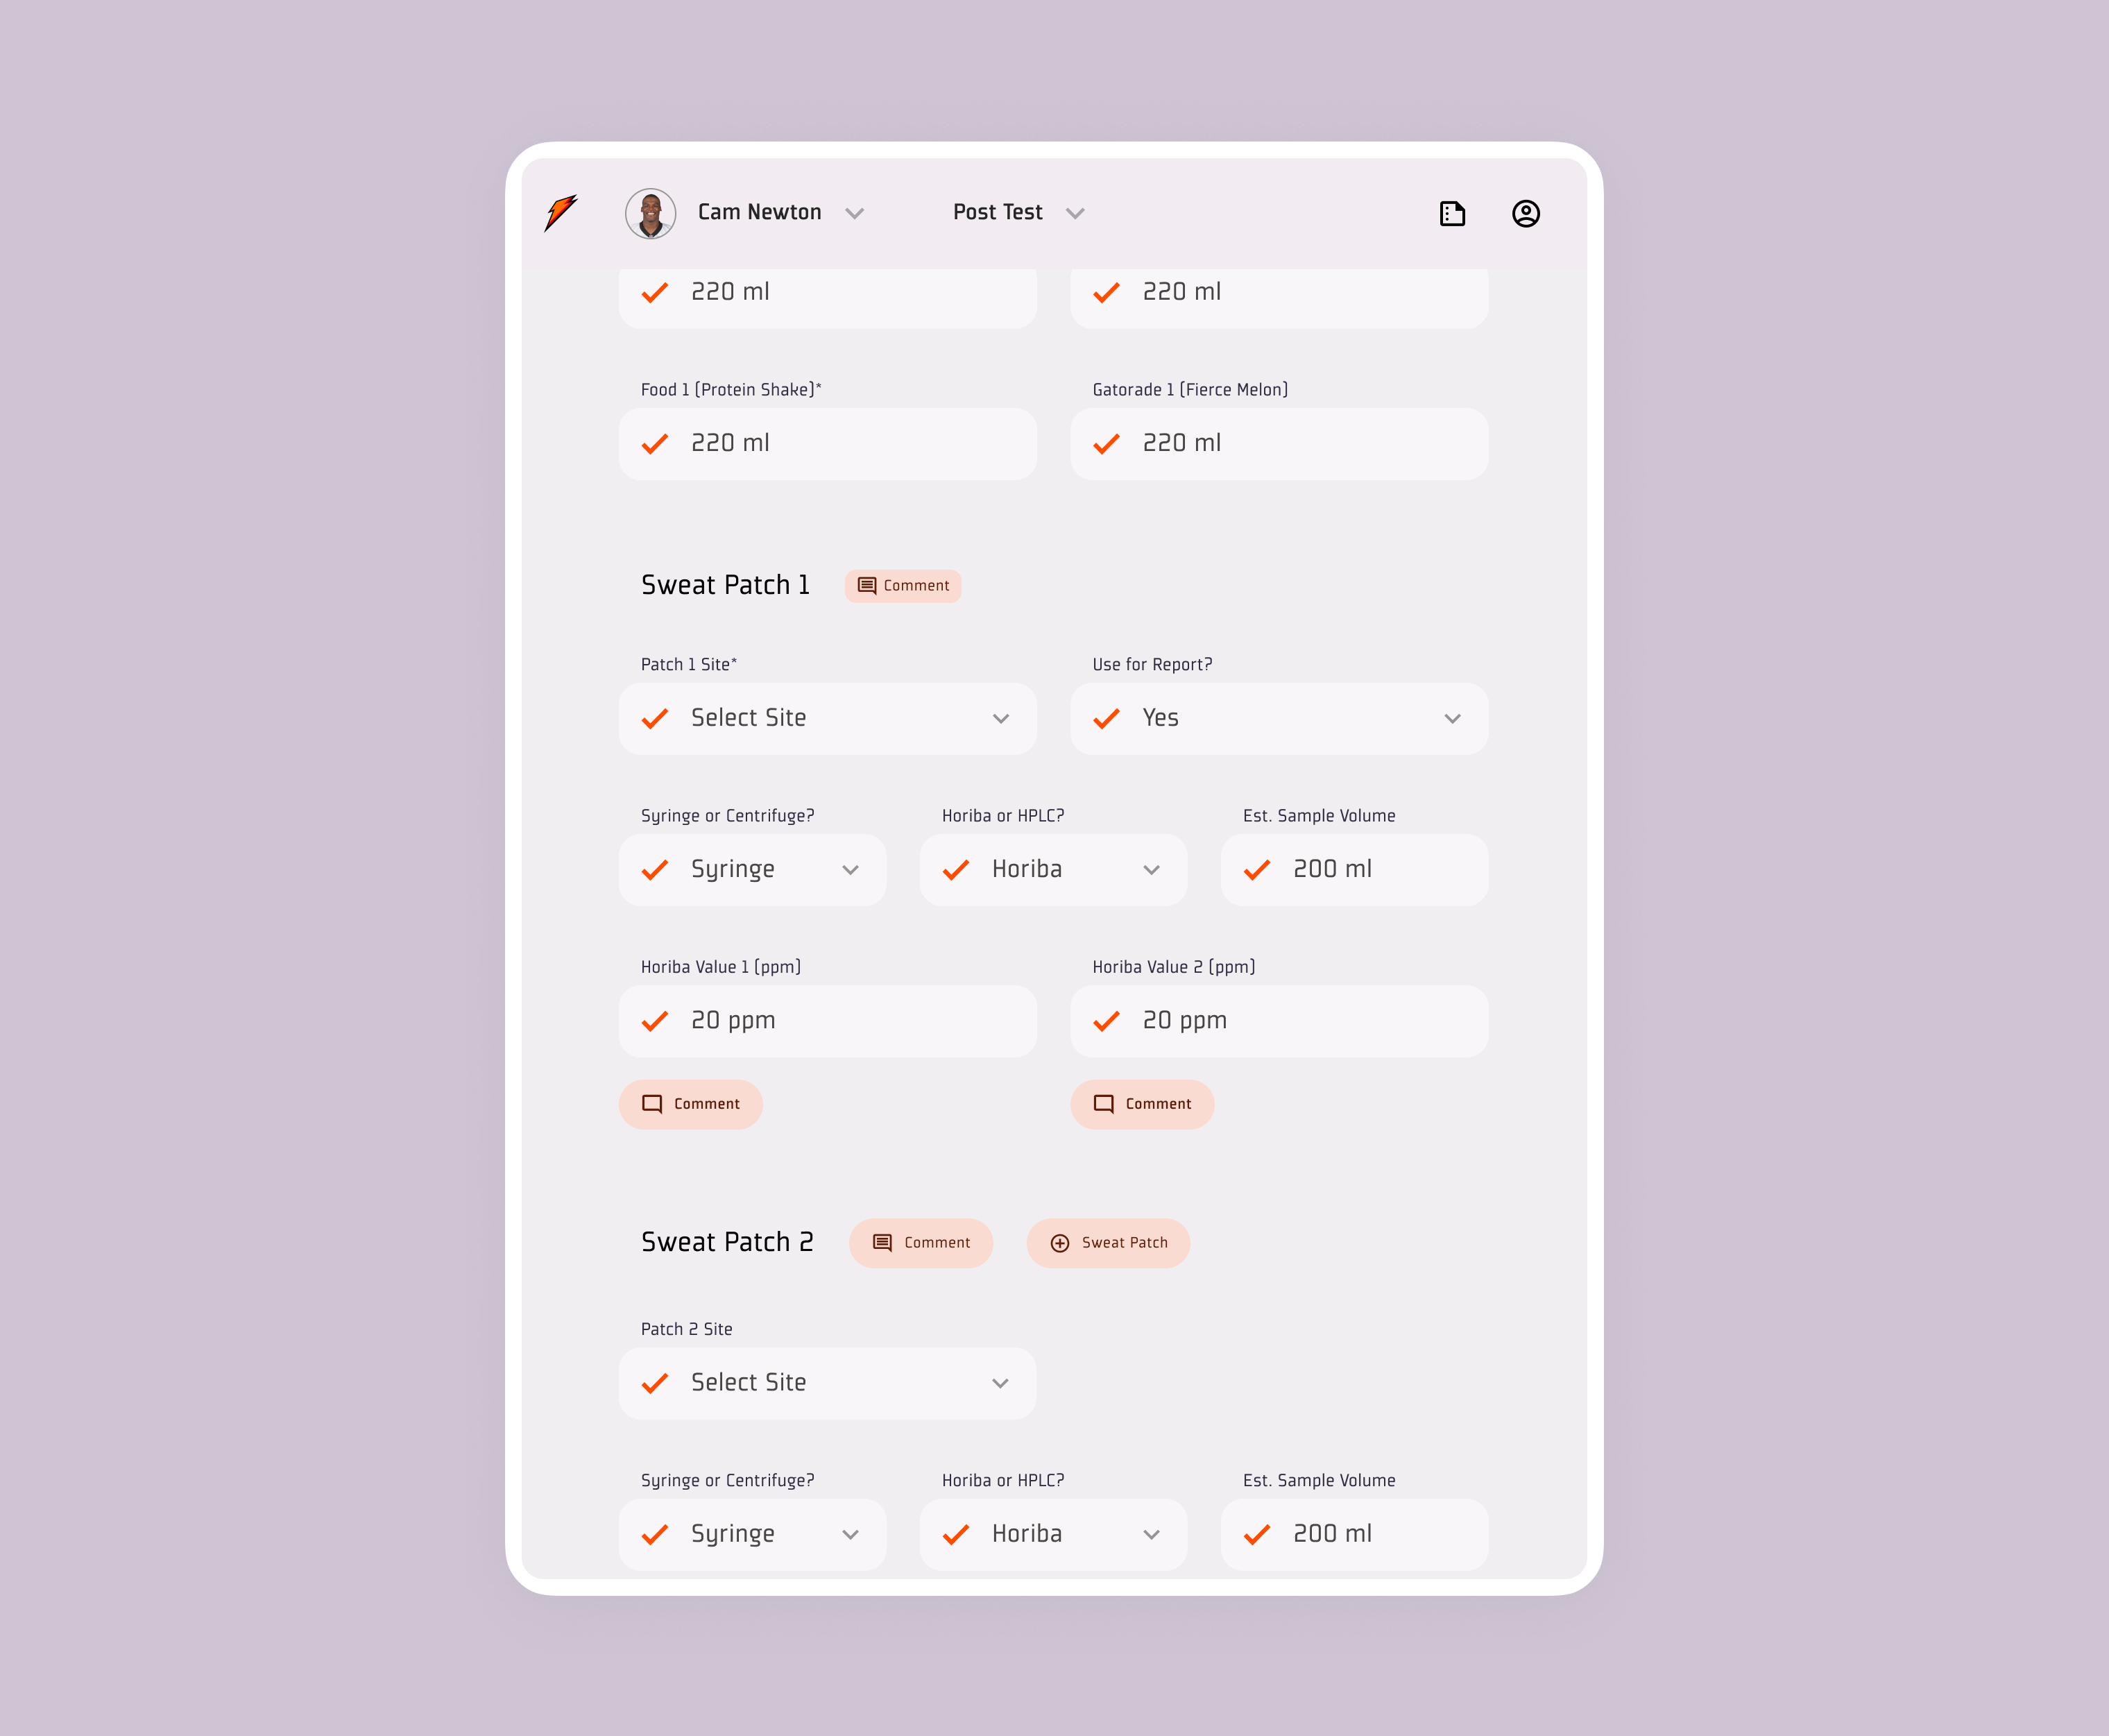 Cam Newton
Post Test
220 ml
220 ml
Food 1 (Protein Shake)*
Gatorade 1 (Fierce Melon)
220 ml
220 ml
Sweat Patch 1
Comment
Patch 1 Site*
Use for Report?
Select Site
Yes
Syringe or Centrifuge?
Horiba or HPLC?
Est. Sample Volume
Syringe
Horiba
200 ml
Horiba Value 1 (ppm)
Horiba Value 2 (ppm)
20 ppm
20 ppm
Comment
Comment
Sweat Patch 2
Comment
Sweat Patch
Patch 2 Site
Select Site
Syringe or Centrifuge?
Horiba or HPLC?
Est. Sample Volume
Syringe
Horiba
200 ml